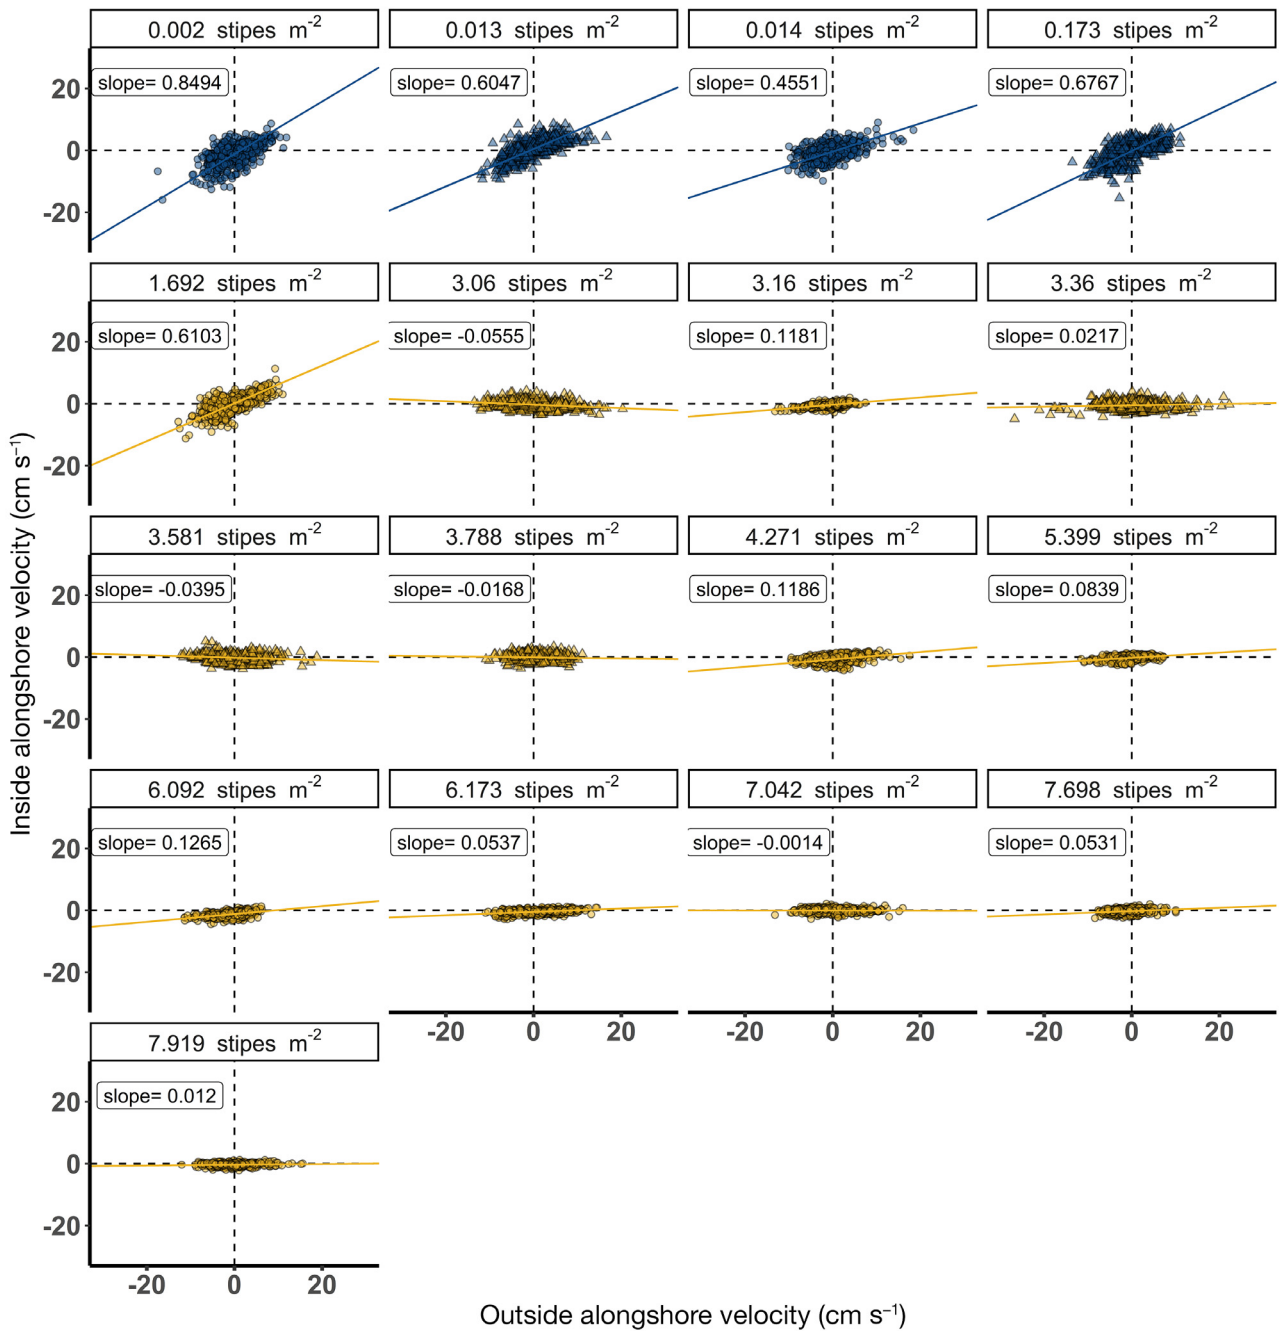 0.002 stipes m⁻² 0.013 stipes m⁻² 0.014 stipes m⁻² 0.173 stipes m⁻²
slope= 0.8494 slope= 0.6047 slope= 0.4551 slope= 0.6767
20
0
-20
1.692 stipes m⁻² 3.06 stipes m⁻² 3.16 stipes m⁻² 3.36 stipes m⁻²
slope= 0.6103 slope= -0.0555 slope= 0.1181 slope= 0.0217
20
0
-20
3.581 stipes m⁻² 3.788 stipes m⁻² 4.271 stipes m⁻² 5.399 stipes m⁻²
slope= -0.0395 slope= -0.0168 slope= 0.1186 slope= 0.0839
20
0
-20
Inside alongshore velocity (cm s⁻¹)
6.092 stipes m⁻² 6.173 stipes m⁻² 7.042 stipes m⁻² 7.698 stipes m⁻²
slope= 0.1265 slope= 0.0537 slope= -0.0014 slope= 0.0531
20
0
-20
-20 0 20 -20 0 20 -20 0 20
7.919 stipes m⁻²
slope= 0.012
20
0
-20
-20 0 20
Outside alongshore velocity (cm s⁻¹)